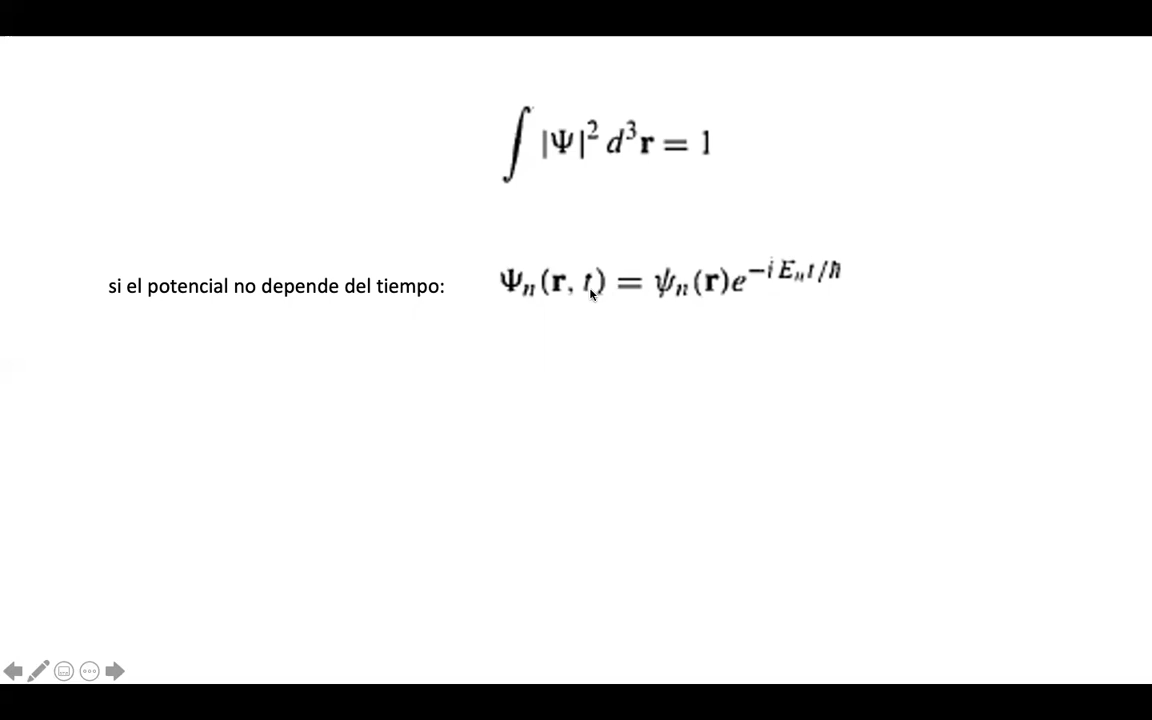 ∫ |Ψ|² d³r = 1
si el potencial no depende del tiempo: Ψₙ(r, t) = ψₙ(r)e^{−iEₙt/ħ}